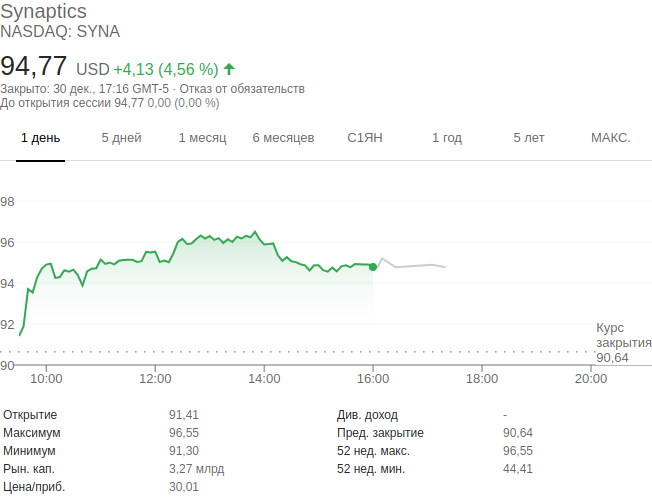 Synaptics
NASDAQ: SYNA
94,77 USD +4,13 (4,56 %)
Закрыто: 30 дек., 17:16 GMT-5 · Отказ от обязательств
До открытия сессии 94,77 0,00 (0,00 %)
1 день 5 дней 1 месяц 6 месяцев С1ЯН 1 год 5 лет МАКС.
98
96
94
92
90
Курс
закрытия
90,64
10:00 12:00 14:00 16:00 18:00 20:00
Открытие 91,41 Див. доход -
Максимум 96,55 Пред. закрытие 90,64
Минимум 91,30 52 нед. макс. 96,55
Рын. кап. 3,27 млрд 52 нед. мин. 44,41
Цена/приб. 30,01